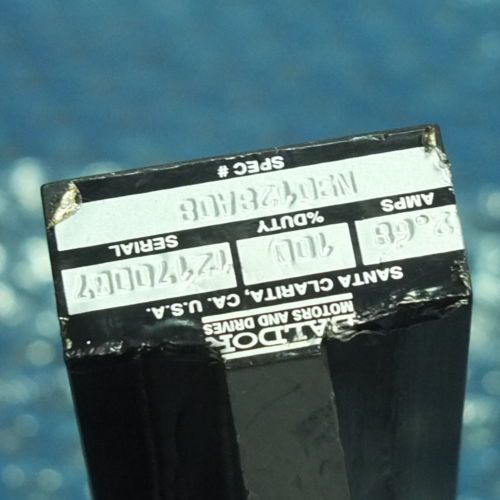 BALDOR
MOTORS AND DRIVES
SANTA CLARITA, CA. U.S.A.
2.68 100
AMPS %DUTY SERIAL
SPEC #